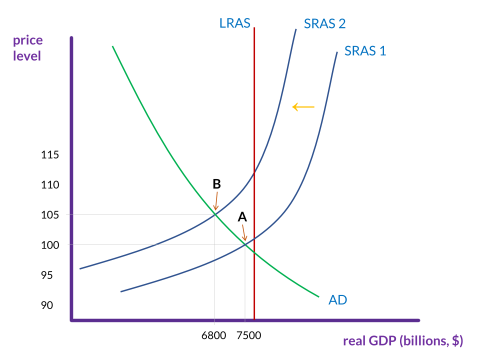 LRAS
SRAS 2
price
level
SRAS 1
115
110
B
105
A
100
95
90
AD
6800
7500
real GDP (billions, $)